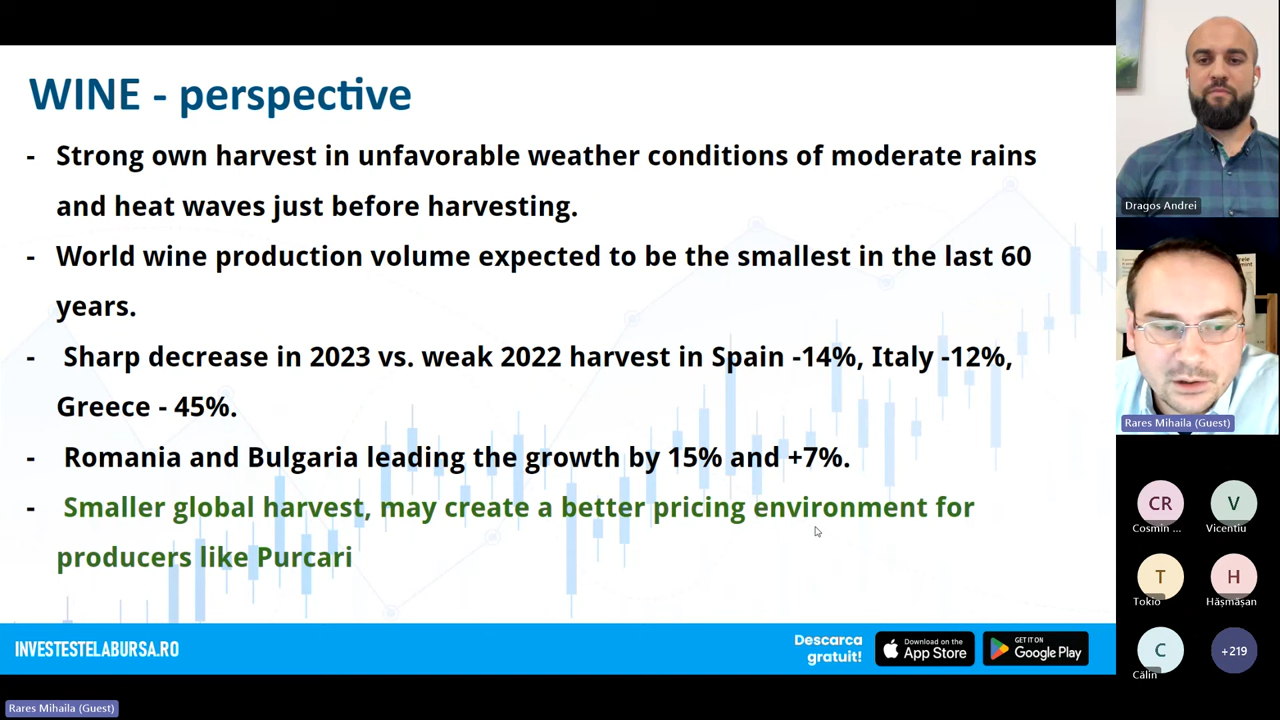 WINE - perspective
- Strong own harvest in unfavorable weather conditions of moderate rains
and heat waves just before harvesting.
- World wine production volume expected to be the smallest in the last 60
years.
- Sharp decrease in 2023 vs. weak 2022 harvest in Spain -14%, Italy -12%,
Greece - 45%.
- Romania and Bulgaria leading the growth by 15% and +7%.
- Smaller global harvest, may create a better pricing environment for
producers like Purcari
INVESTESTELABURSA.RO
Descarca
gratuit!
Download on the
App Store
GET IT ON
Google Play
Rares Mihaila (Guest)
Dragos Andrei
Rares Mihaila (Guest)
CR
Cosmin ...
V
Vicentiu
T
Tokio
H
Hășmășan
C
Călin
+219